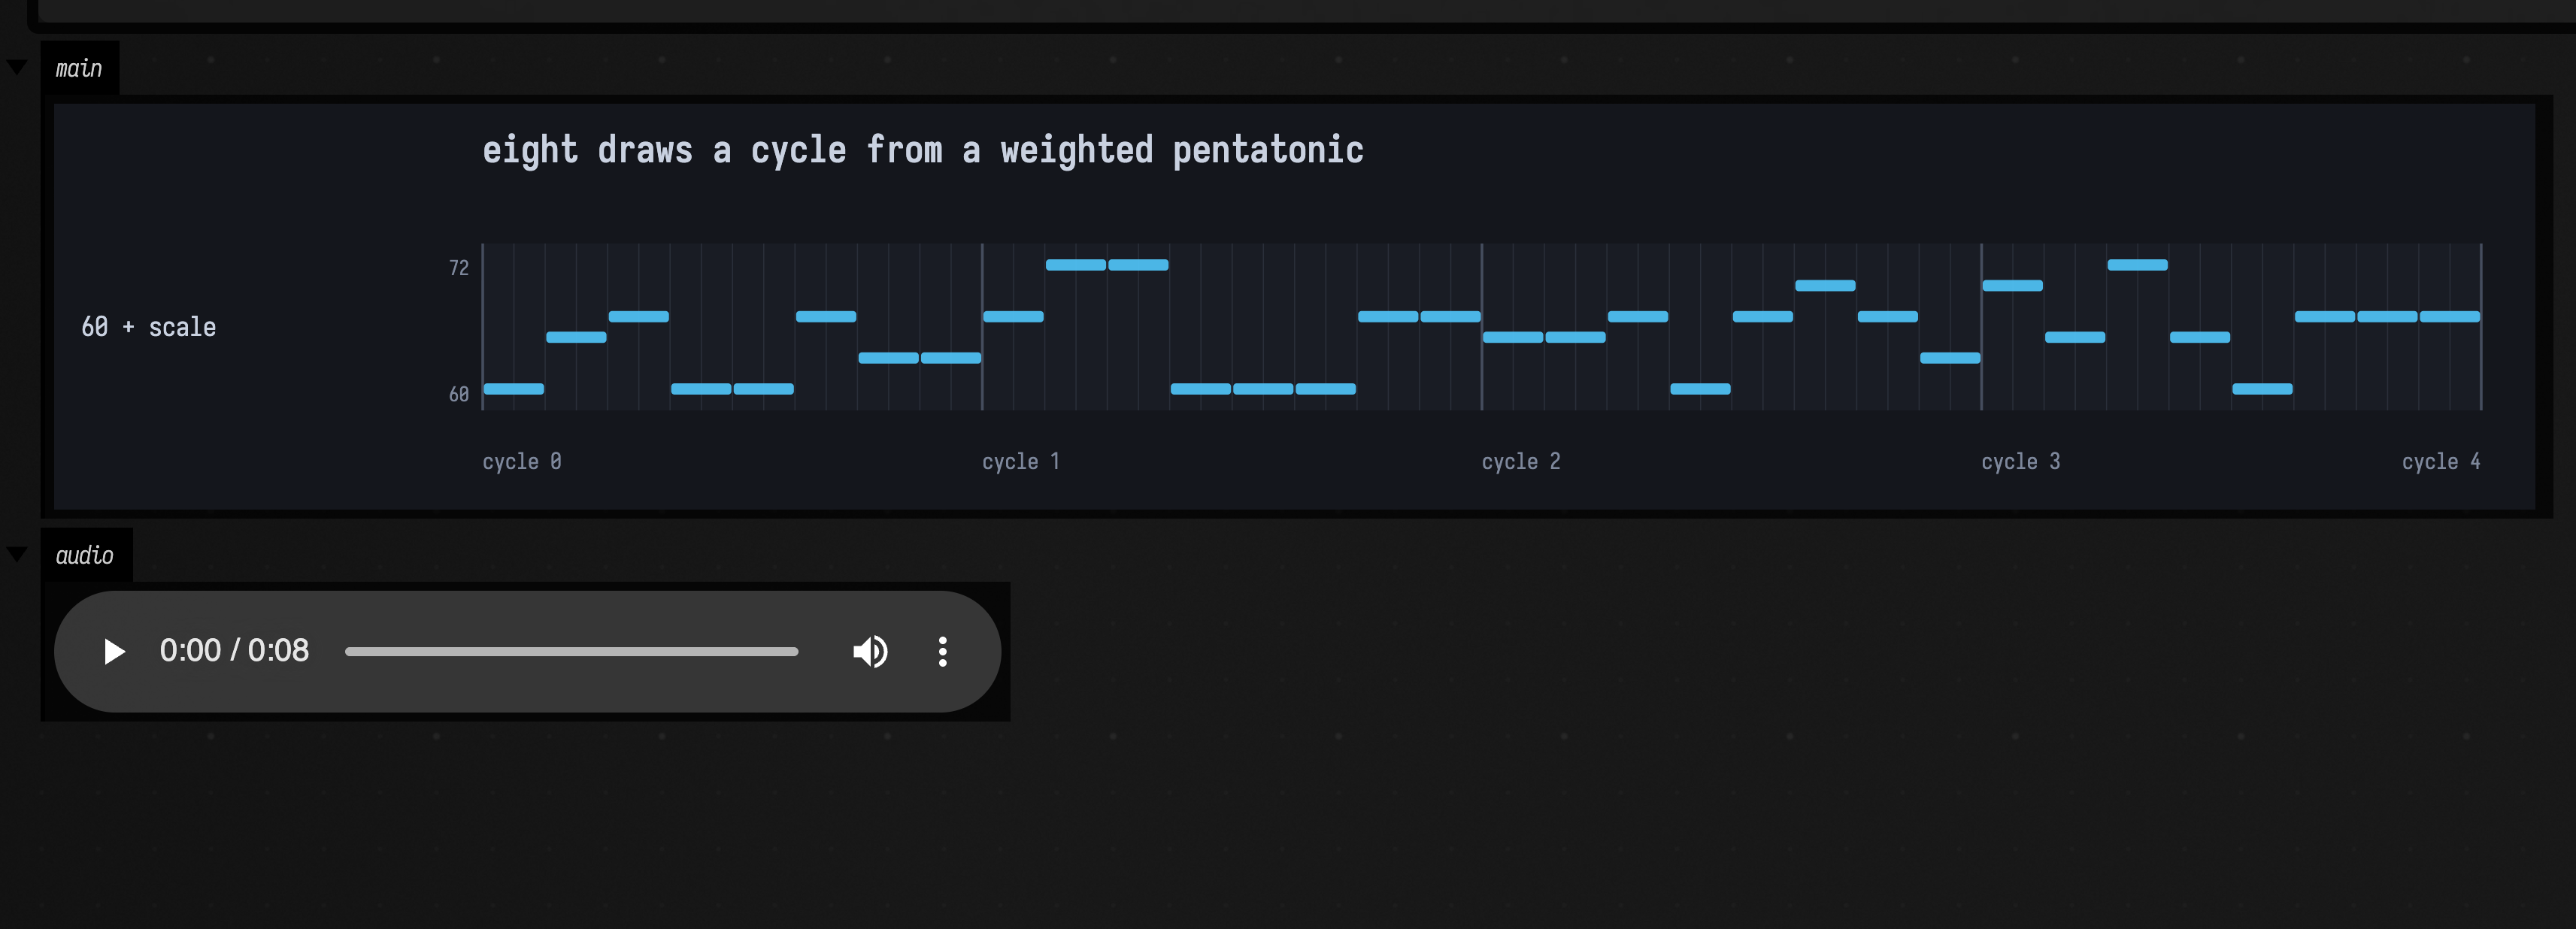 main
eight draws a cycle from a weighted pentatonic
72
60 + scale
60
cycle 0 cycle 1 cycle 2 cycle 3 cycle 4
audio
0:00 / 0:08